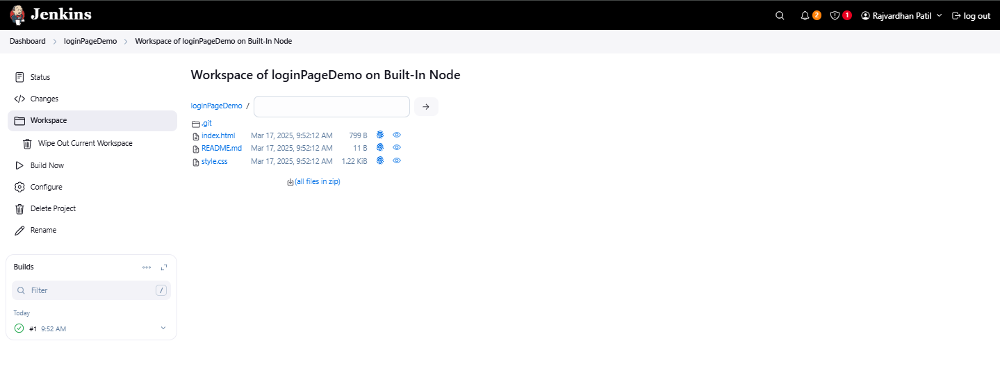 Jenkins
2 1 Rajvardhan Patil log out
Dashboard loginPageDemo Workspace of loginPageDemo on Built-In Node
Status
Changes
Workspace
Wipe Out Current Workspace
Build Now
Configure
Delete Project
Rename
Builds
Filter /
Today
#1 9:52 AM
Workspace of loginPageDemo on Built-In Node
loginPageDemo /
.git
index.html Mar 17, 2025, 9:52:12 AM 799 B
README.md Mar 17, 2025, 9:52:12 AM 11 B
style.css Mar 17, 2025, 9:52:12 AM 1.22 KiB
(all files in zip)